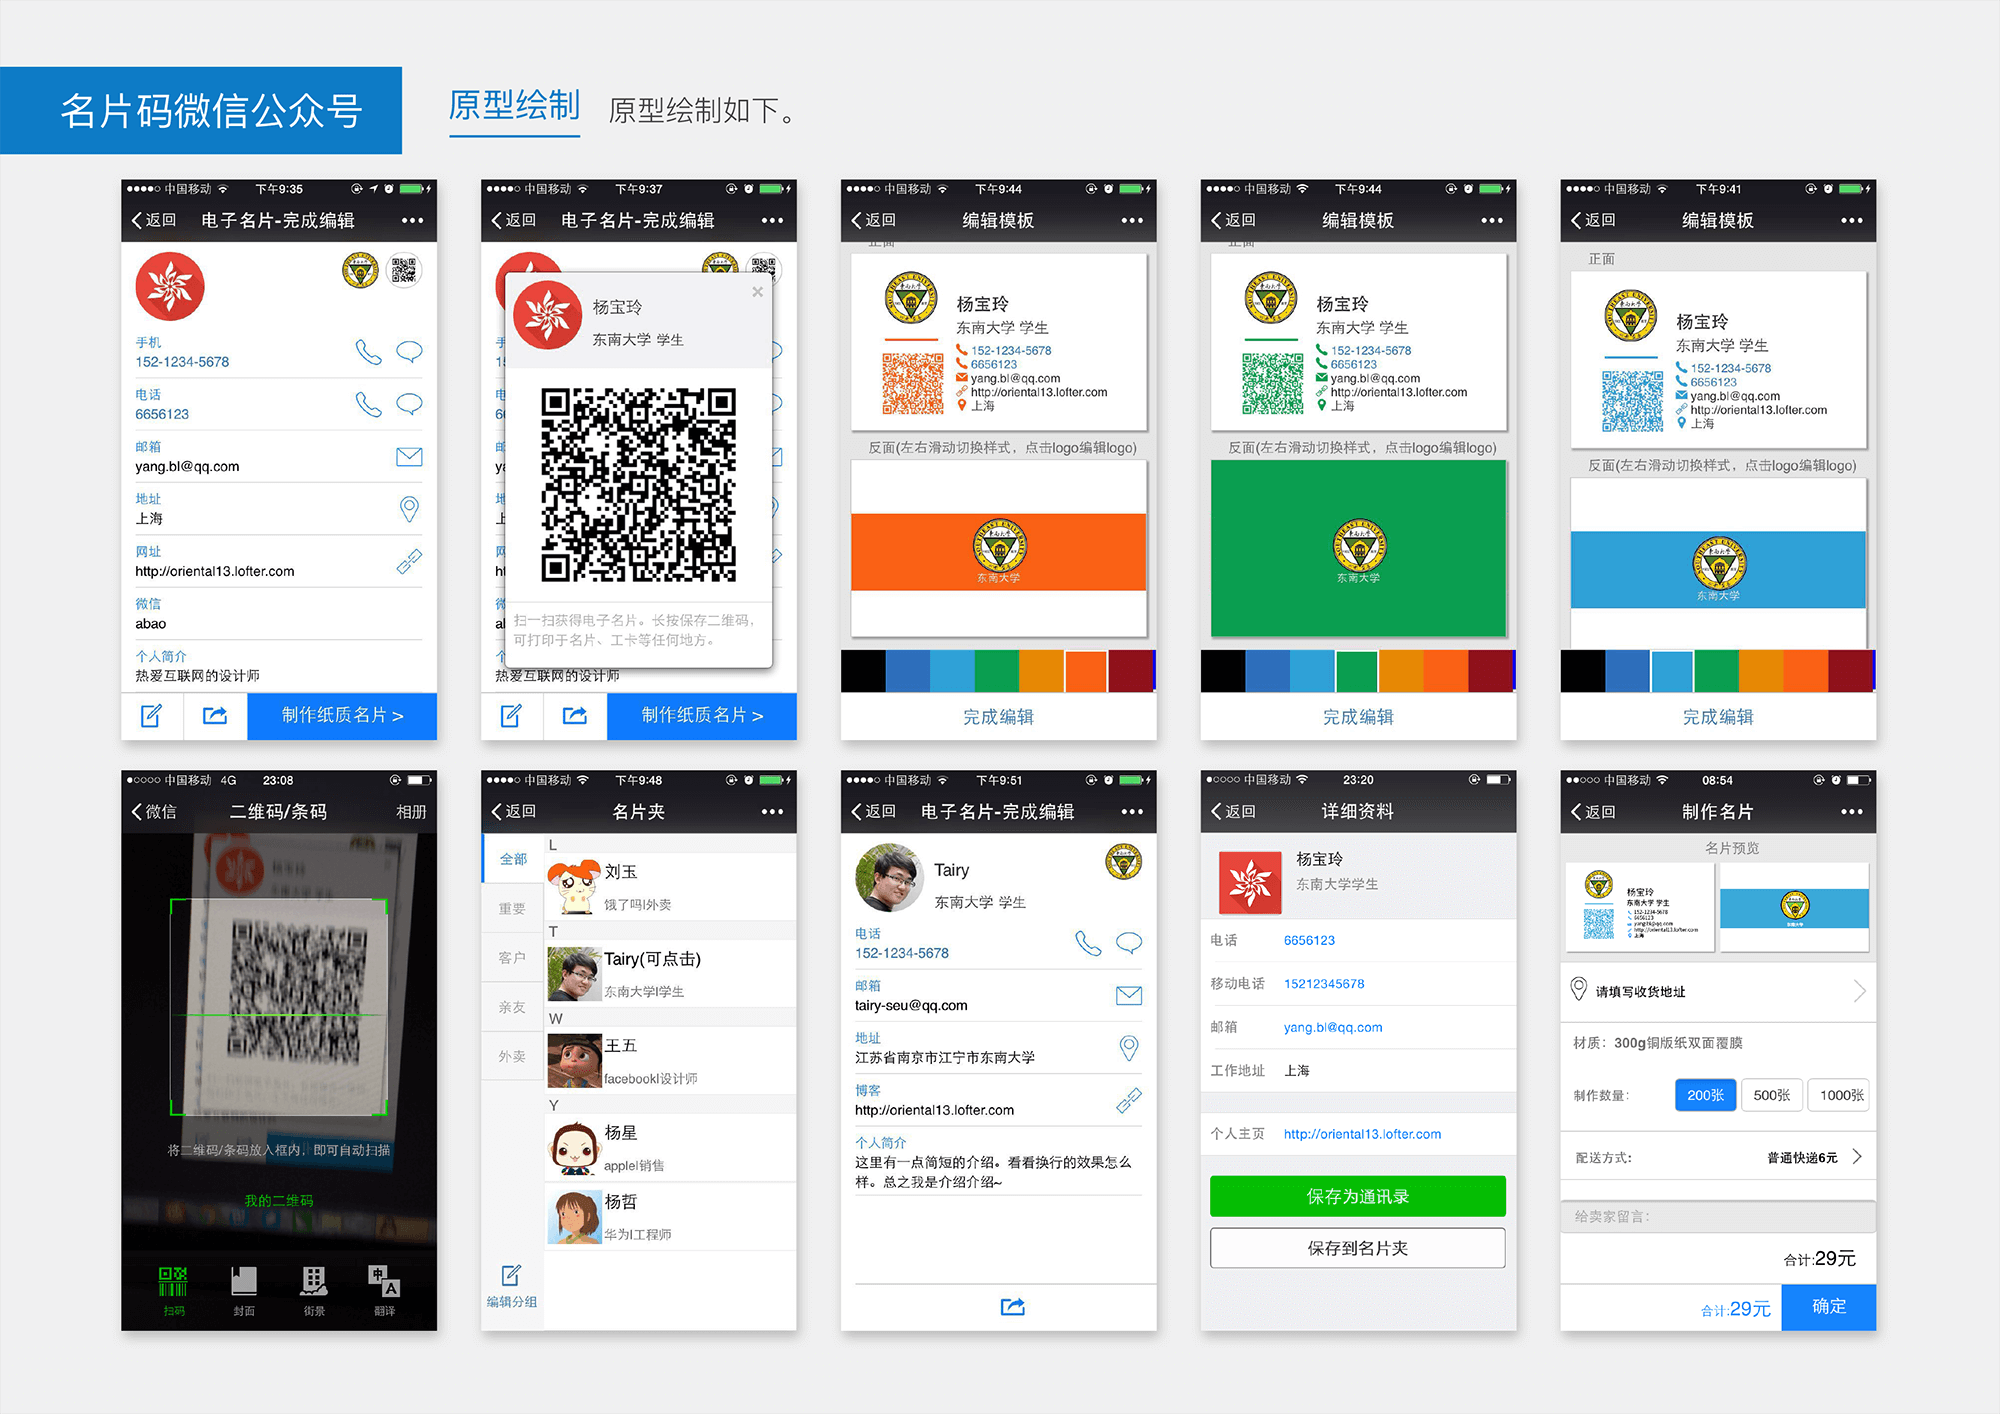 名片码微信公众号
原型绘制
原型绘制如下。
中国移动 下午9:35
返回 电子名片-完成编辑
手机
152-1234-5678
电话
6656123
邮箱
yang.bl@qq.com
地址
上海
网址
http://oriental13.lofter.com
微信
abao
个人简介
热爱互联网的设计师
制作纸质名片 >
中国移动 下午9:37
返回 电子名片-完成编辑
杨宝玲
东南大学 学生
扫一扫获得电子名片。长按保存二维码，
可打印于名片、工卡等任何地方。
热爱互联网的设计师
制作纸质名片 >
中国移动 下午9:44
返回 编辑模板
正面
杨宝玲
东南大学 学生
152-1234-5678
6656123
yang.bl@qq.com
http://oriental13.lofter.com
上海
反面(左右滑动切换样式，点击logo编辑logo)
东南大学
完成编辑
中国移动 下午9:44
返回 编辑模板
正面
杨宝玲
东南大学 学生
152-1234-5678
6656123
yang.bl@qq.com
http://oriental13.lofter.com
上海
反面(左右滑动切换样式，点击logo编辑logo)
东南大学
完成编辑
中国移动 下午9:41
返回 编辑模板
正面
杨宝玲
东南大学 学生
152-1234-5678
6656123
yang.bl@qq.com
http://oriental13.lofter.com
上海
反面(左右滑动切换样式，点击logo编辑logo)
东南大学
完成编辑
中国移动 4G 23:08
微信 二维码/条码 相册
将二维码/条码放入框内，即可自动扫描
我的二维码
扫码 封面 街景 翻译
中国移动 下午9:48
返回 名片夹
全部
重要
客户
亲友
外卖
编辑分组
L
刘玉
饿了吗|外卖
T
Tairy(可点击)
东南大学|学生
W
王五
facebook|设计师
Y
杨星
apple|销售
杨哲
华为|工程师
中国移动 下午9:51
返回 电子名片-完成编辑
Tairy
东南大学 学生
电话
152-1234-5678
邮箱
tairy-seu@qq.com
地址
江苏省南京市江宁市东南大学
博客
http://oriental13.lofter.com
个人简介
这里有一点简短的介绍。看看换行的效果怎么
样。总之我是介绍介绍~
中国移动 23:20
返回 详细资料
杨宝玲
东南大学学生
电话 6656123
移动电话 15212345678
邮箱 yang.bl@qq.com
工作地址 上海
个人主页 http://oriental13.lofter.com
保存为通讯录
保存到名片夹
中国移动 08:54
返回 制作名片
名片预览
杨宝玲
东南大学 学生
152-1234-5678
6656123
yang.bl@qq.com
http://oriental13.lofter.com
上海
请填写收货地址
材质：300g铜版纸双面覆膜
制作数量： 200张 500张 1000张
配送方式: 普通快递6元
给卖家留言：
合计:29元
合计:29元 确定